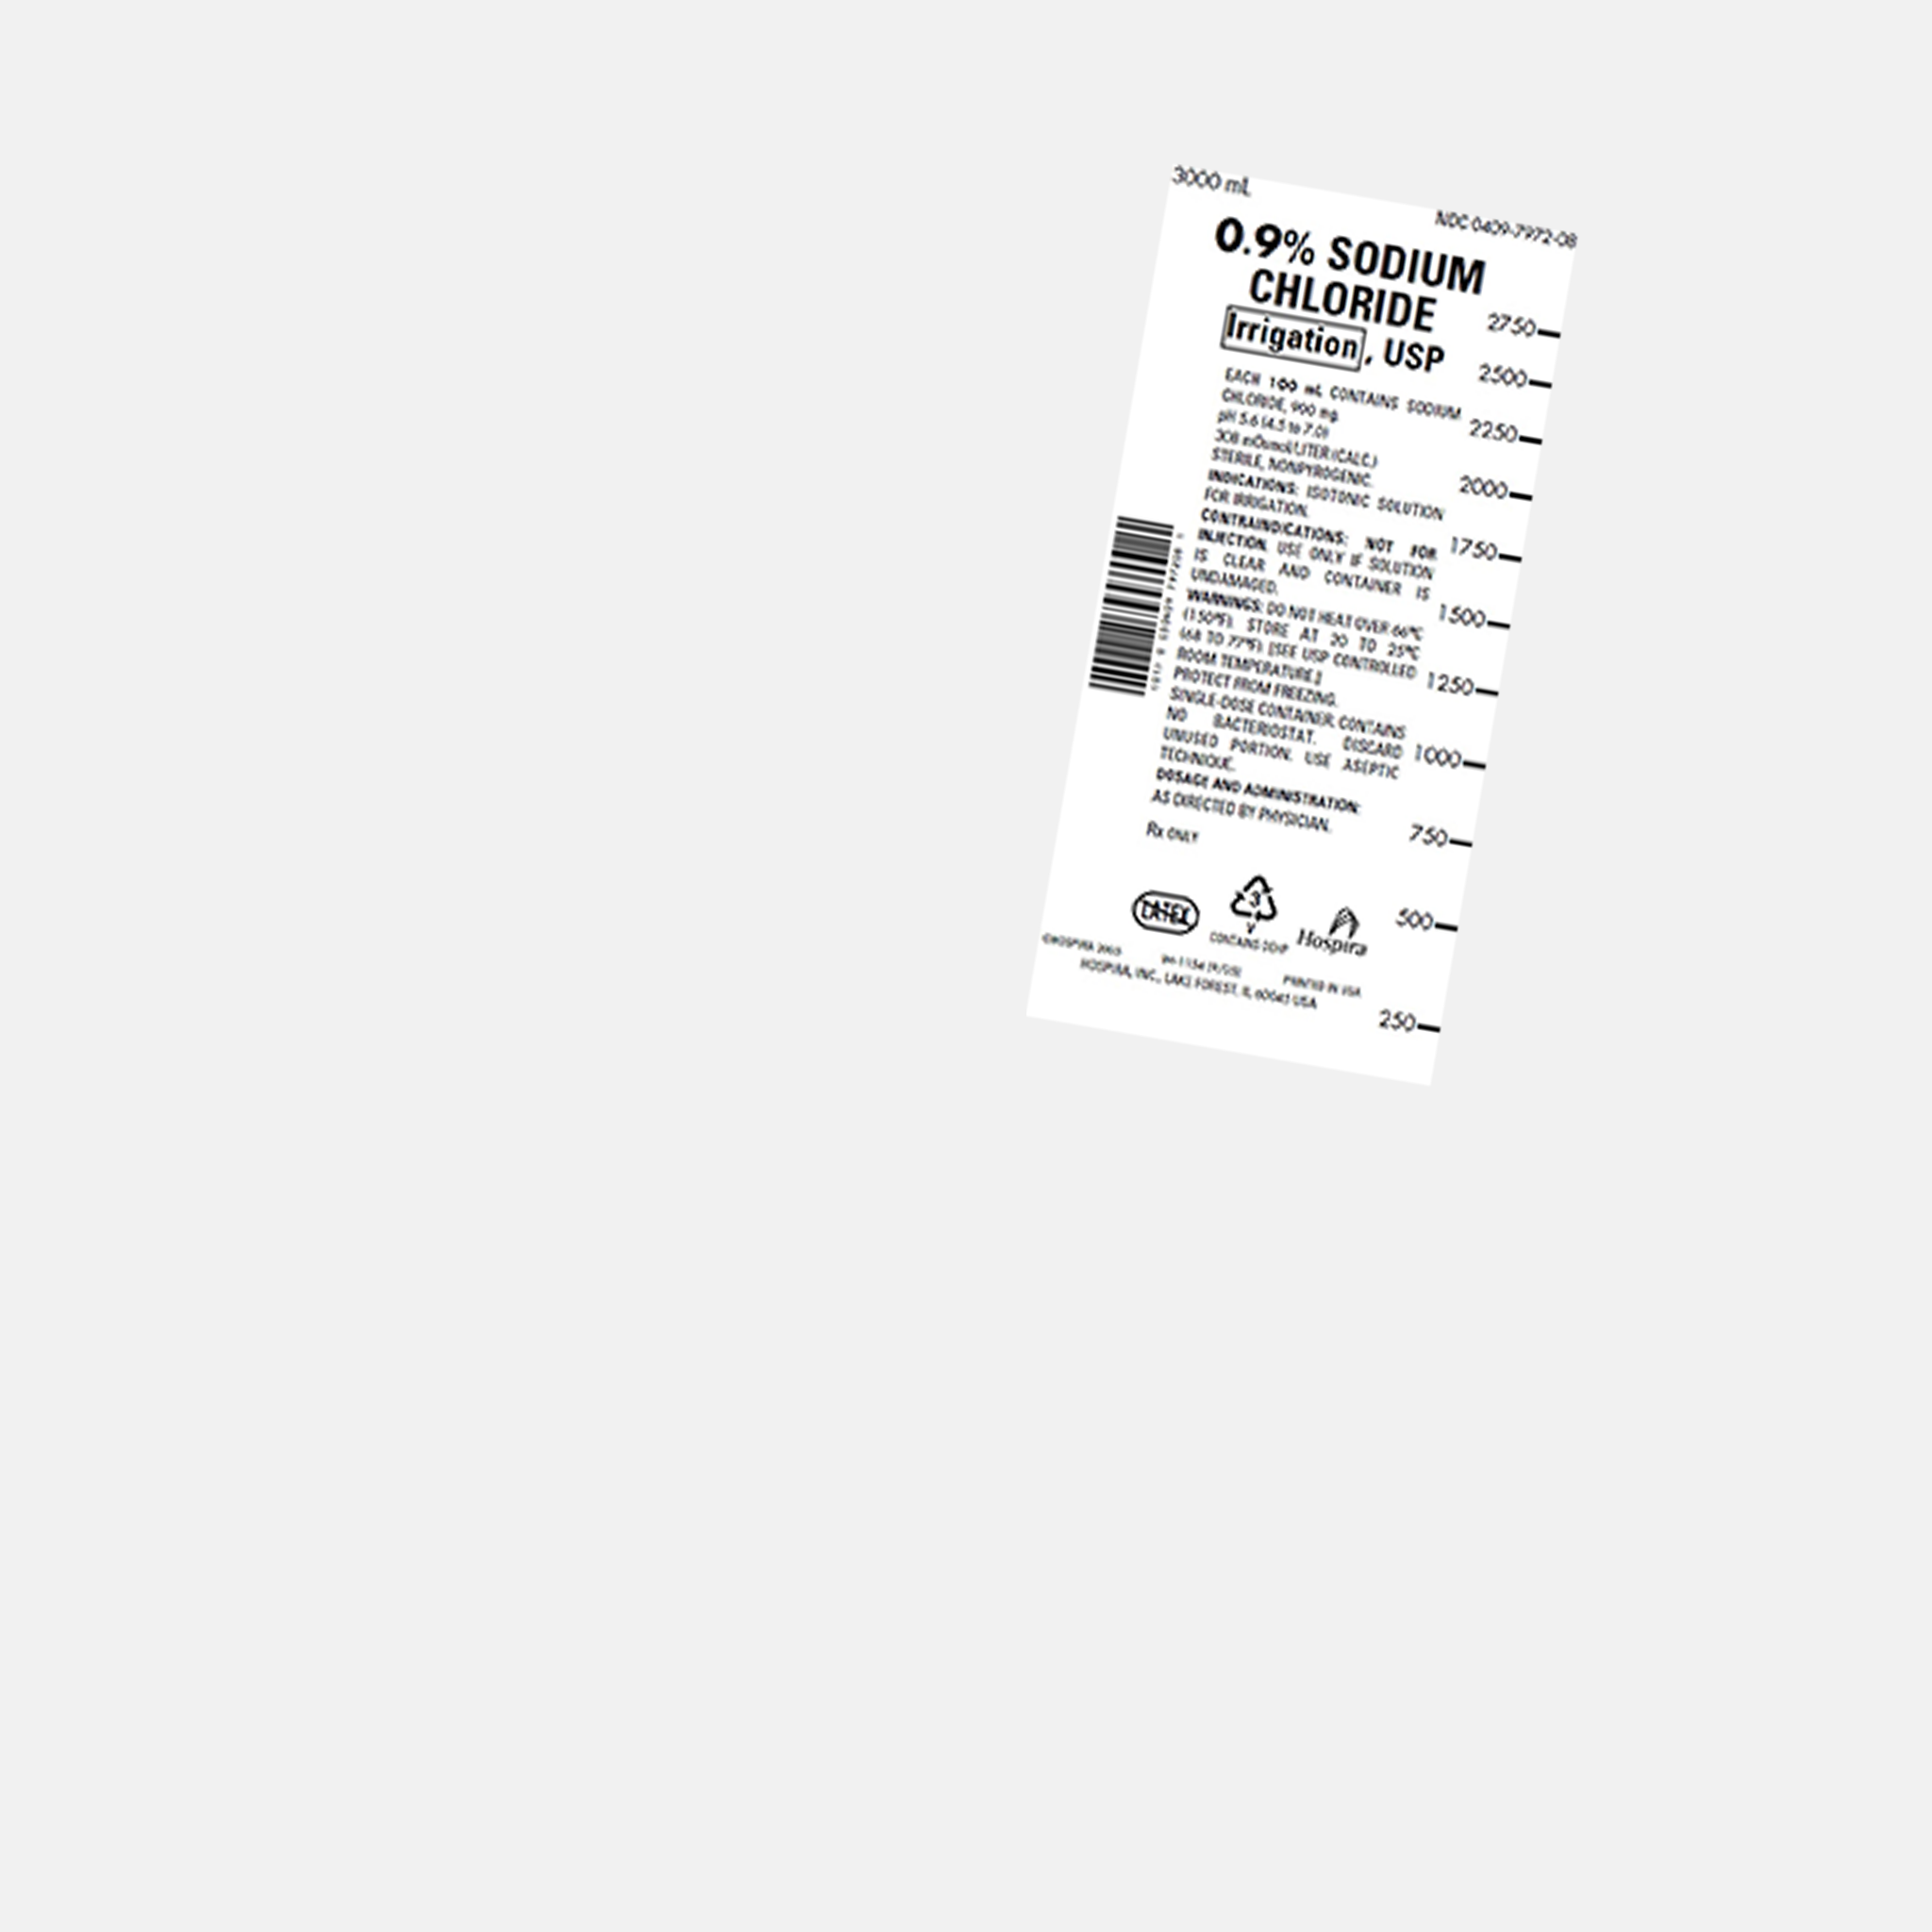 3000 mL
NDC 0409-7972-08
0.9% SODIUM
CHLORIDE
Irrigation, USP
EACH 100 mL CONTAINS SODIUM
CHLORIDE, 900 mg.
pH 5.6 (4.5 to 7.0)
308 mOsmol/LITER (CALC.)
STERILE, NONPYROGENIC.
INDICATIONS: ISOTONIC SOLUTION
FOR IRRIGATION.
CONTRAINDICATIONS: NOT FOR
INJECTION. USE ONLY IF SOLUTION
IS CLEAR AND CONTAINER IS
UNDAMAGED.
WARNINGS: DO NOT HEAT OVER 66°C
(150°F). STORE AT 20 TO 25°C
(68 TO 77°F). [SEE USP CONTROLLED
ROOM TEMPERATURE.]
PROTECT FROM FREEZING.
SINGLE-DOSE CONTAINER. CONTAINS
NO BACTERIOSTAT. DISCARD
UNUSED PORTION. USE ASEPTIC
TECHNIQUE.
DOSAGE AND ADMINISTRATION:
AS DIRECTED BY PHYSICIAN.
Rx ONLY
2750
2500
2250
2000
1750
1500
1250
1000
750
500
250
LATEX
3
V
CONTAINS DEHP
Hospira
©HOSPIRA
PRINTED IN USA
HOSPIRA, INC., LAKE FOREST, IL 60045 USA